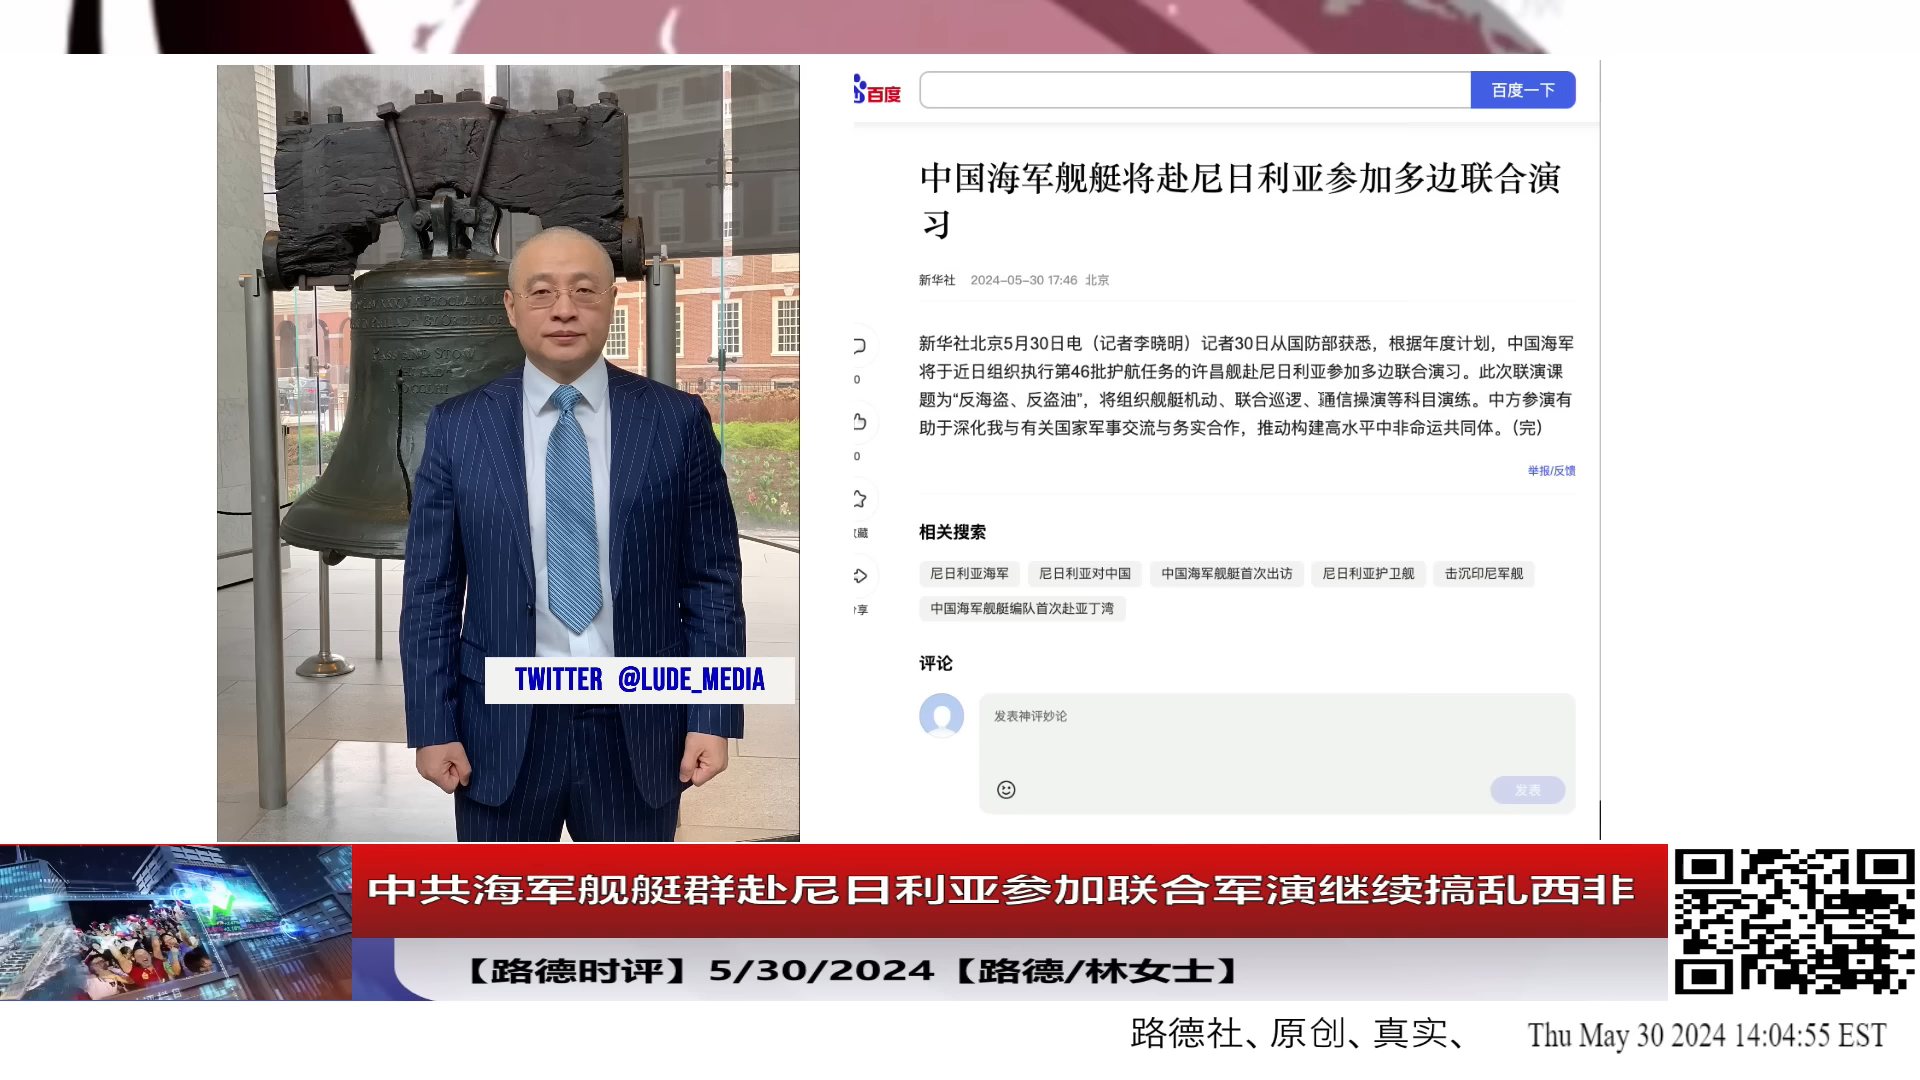 百度
百度一下
中国海军舰艇将赴尼日利亚参加多边联合演
习
新华社 2024-05-30 17:46 北京
新华社北京5月30日电（记者李晓明）记者30日从国防部获悉，根据年度计划，中国海军
将于近日组织执行第46批护航任务的许昌舰赴尼日利亚参加多边联合演习。此次联演课
题为“反海盗、反盗油”，将组织舰艇机动、联合巡逻、通信操演等科目演练。中方参演有
助于深化我与有关国家军事交流与务实合作，推动构建高水平中非命运共同体。（完）
举报/反馈
0
0
藏
享
相关搜索
尼日利亚海军 尼日利亚对中国 中国海军舰艇首次出访 尼日利亚护卫舰 击沉印尼军舰
中国海军舰艇编队首次赴亚丁湾
评论
发表神评妙论
发表
PASS AND STOW
TWITTER @LUDE_MEDIA
中共海军舰艇群赴尼日利亚参加联合军演继续搞乱西非
【路德时评】5/30/2024【路德/林女士】
路德社、原创、真实、
Thu May 30 2024 14:04:55 EST